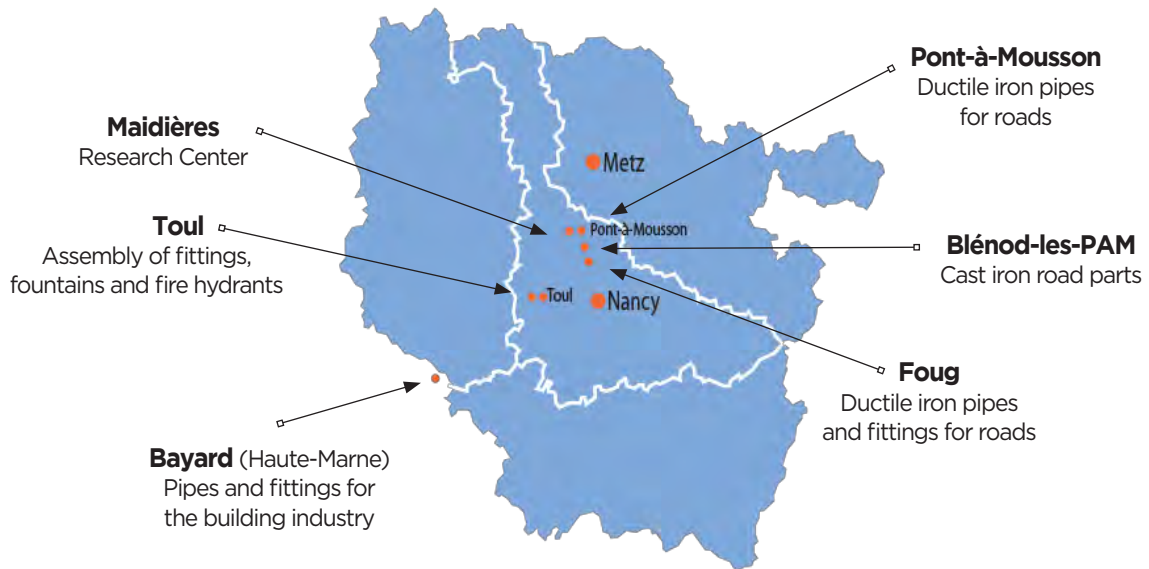 Pont-à-Mousson
Ductile iron pipes
for roads
Maidières
Research Center
Metz
Toul
Assembly of fittings,
fountains and fire hydrants
Pont-à-Mousson
Blénod-les-PAM
Cast iron road parts
Toul
Nancy
Foug
Ductile iron pipes
and fittings for roads
Bayard (Haute-Marne)
Pipes and fittings for
the building industry